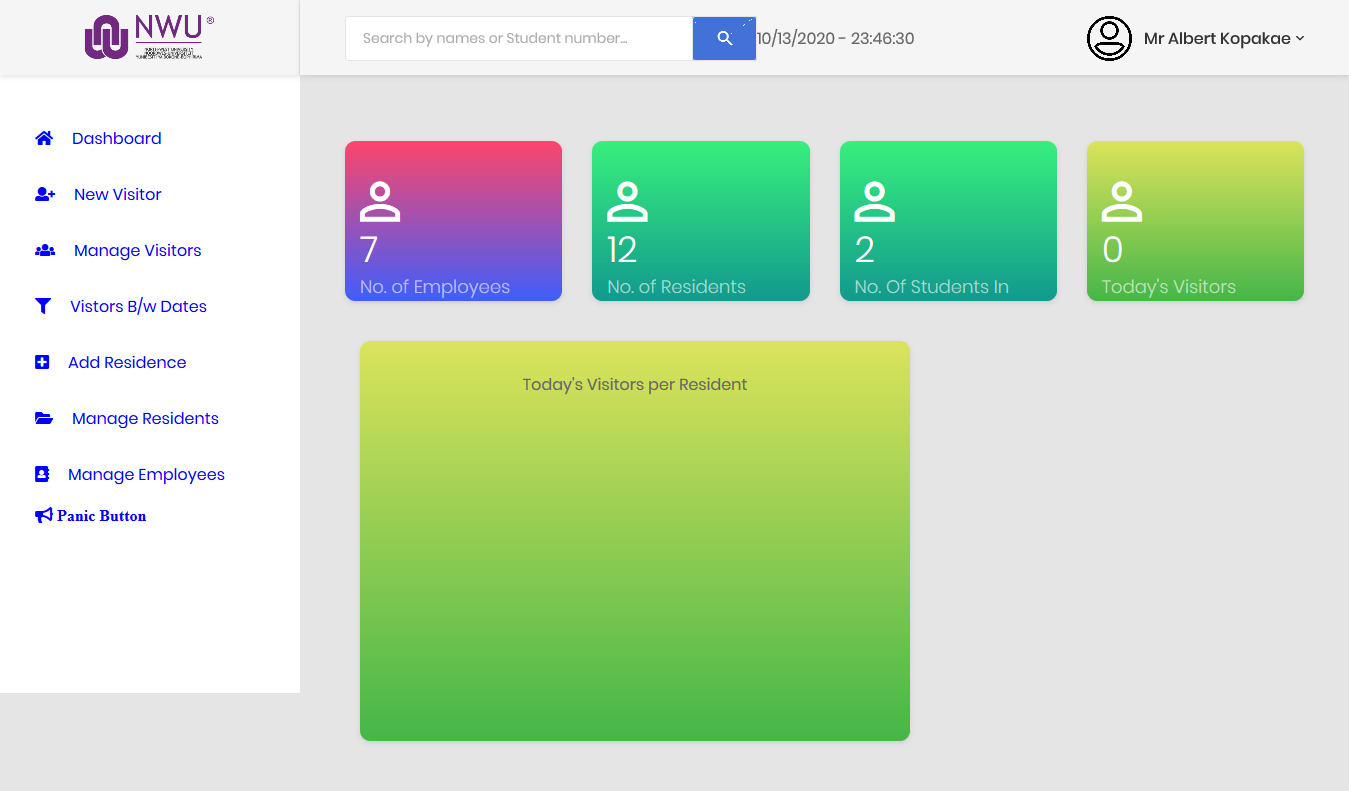 NWU®
Search by names or Student number...
10/13/2020 - 23:46:30
Mr Albert Kopakae
Dashboard
New Visitor
Manage Visitors
Vistors B/w Dates
Add Residence
Manage Residents
Manage Employees
Panic Button
7
No. of Employees
12
No. of Residents
2
No. Of Students In
0
Today's Visitors
Today's Visitors per Resident